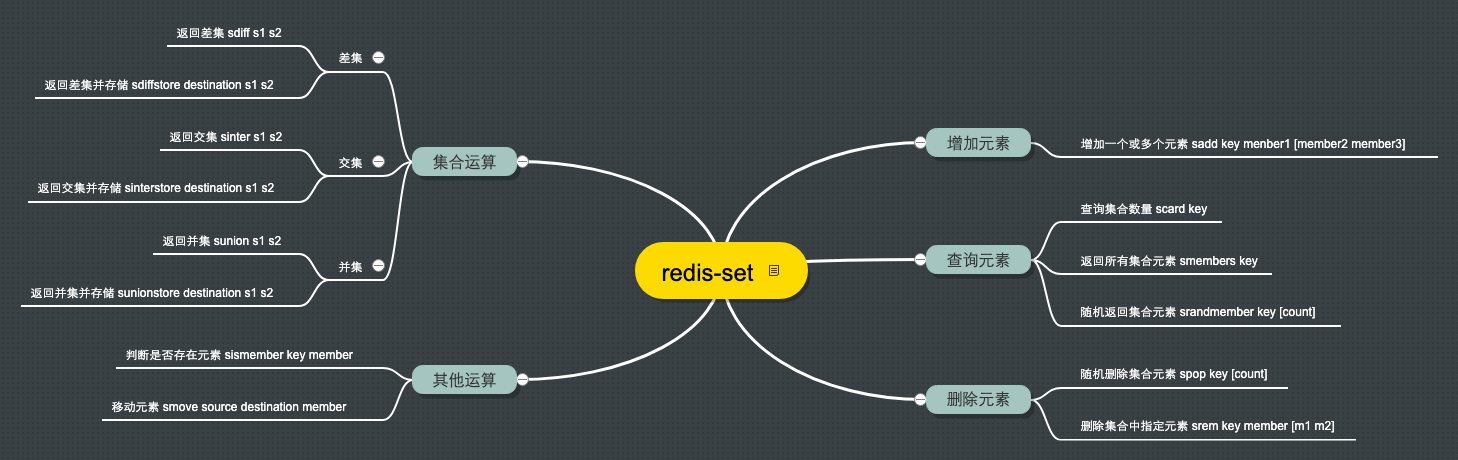 redis-set
增加元素
增加一个或多个元素 sadd key menber1 [member2 member3]
查询元素
查询集合数量 scard key
返回所有集合元素 smembers key
随机返回集合元素 srandmember key [count]
删除元素
随机删除集合元素 spop key [count]
删除集合中指定元素 srem key member [m1 m2]
集合运算
差集
返回差集 sdiff s1 s2
返回差集并存储 sdiffstore destination s1 s2
交集
返回交集 sinter s1 s2
返回交集并存储 sinterstore destination s1 s2
并集
返回并集 sunion s1 s2
返回并集并存储 sunionstore destination s1 s2
其他运算
判断是否存在元素 sismember key member
移动元素 smove source destination member